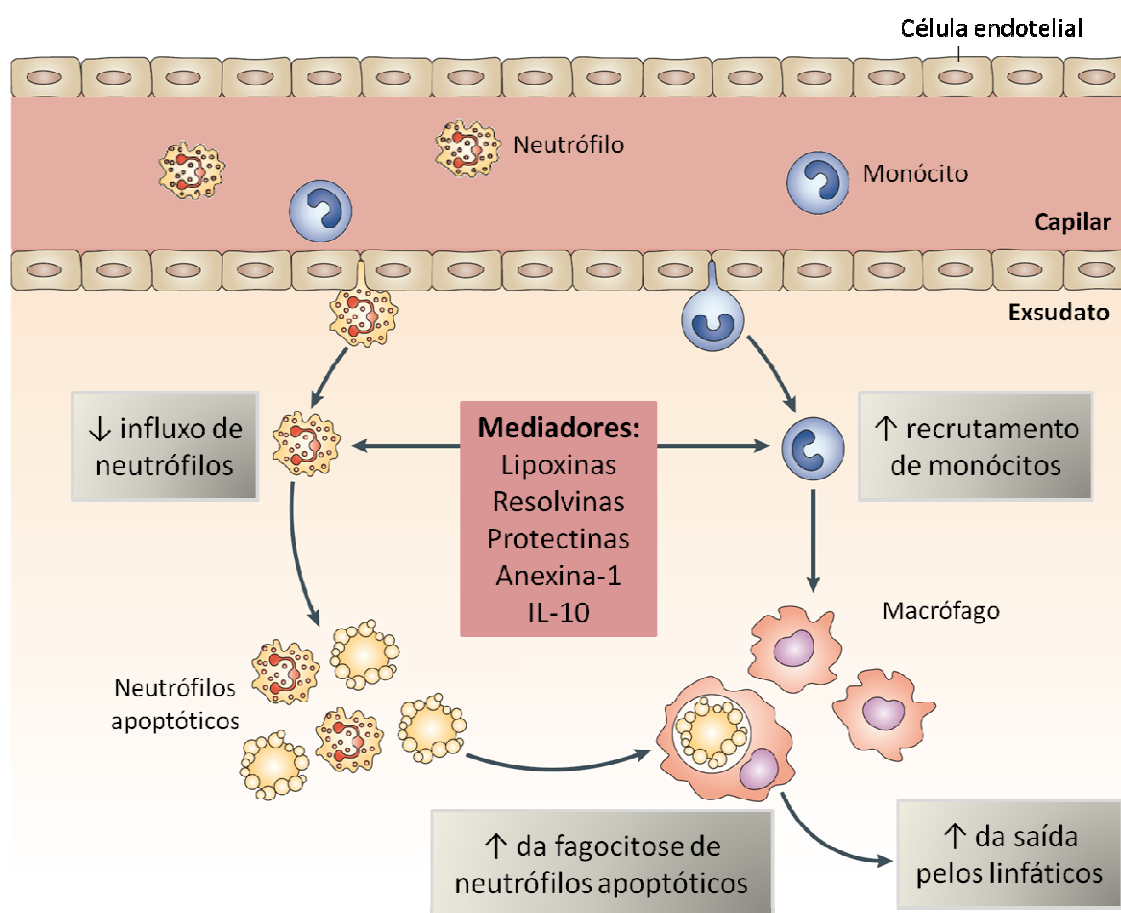 Célula endotelial
Neutrófilo
Monócito
Capilar
Exsudato
↓ influxo de
neutrófilos
Mediadores:
Lipoxinas
Resolvinas
Protectinas
Anexina-1
IL-10
↑ recrutamento
de monócitos
Macrófago
Neutrófilos
apoptóticos
↑ da fagocitose de
neutrófilos apoptóticos
↑ da saída
pelos linfáticos